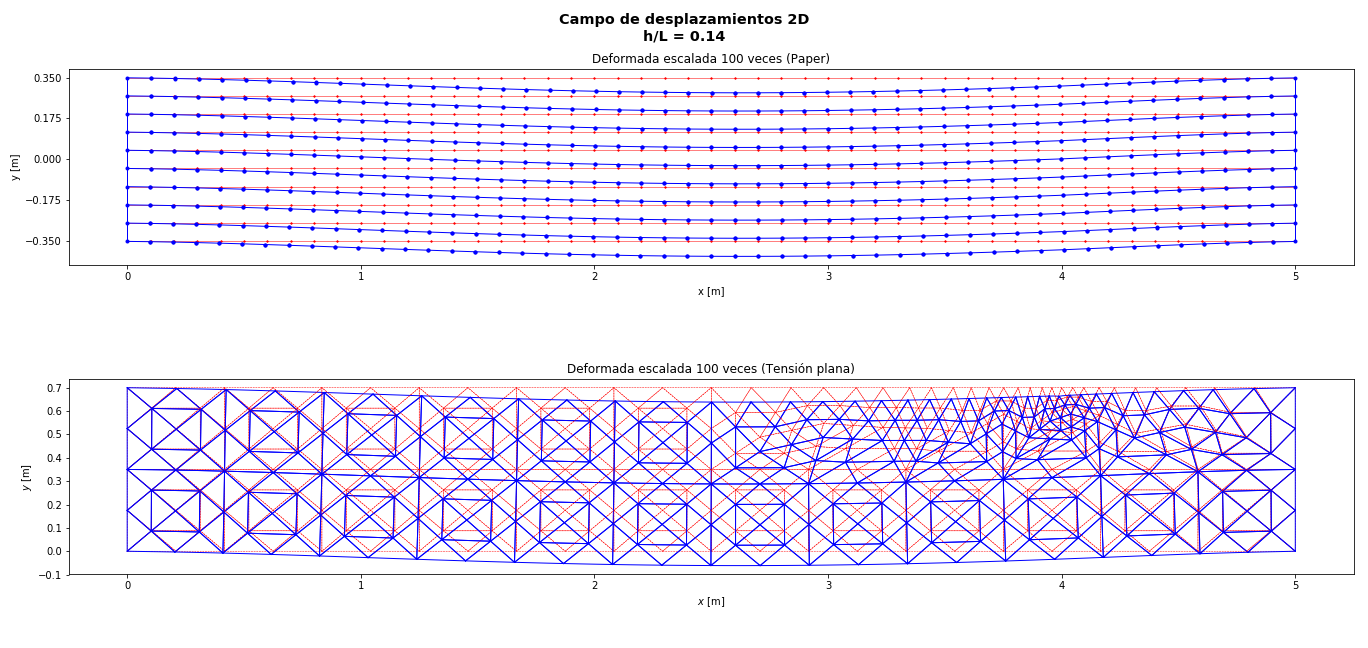 Campo de desplazamientos 2D
h/L = 0.14
Deformada escalada 100 veces (Paper)
0.350
0.175
0.000
−0.175
−0.350
y [m]
0 1 2 3 4 5
x [m]
Deformada escalada 100 veces (Tensión plana)
0.7
0.6
0.5
0.4
0.3
0.2
0.1
0.0
−0.1
y [m]
0 1 2 3 4 5
x [m]